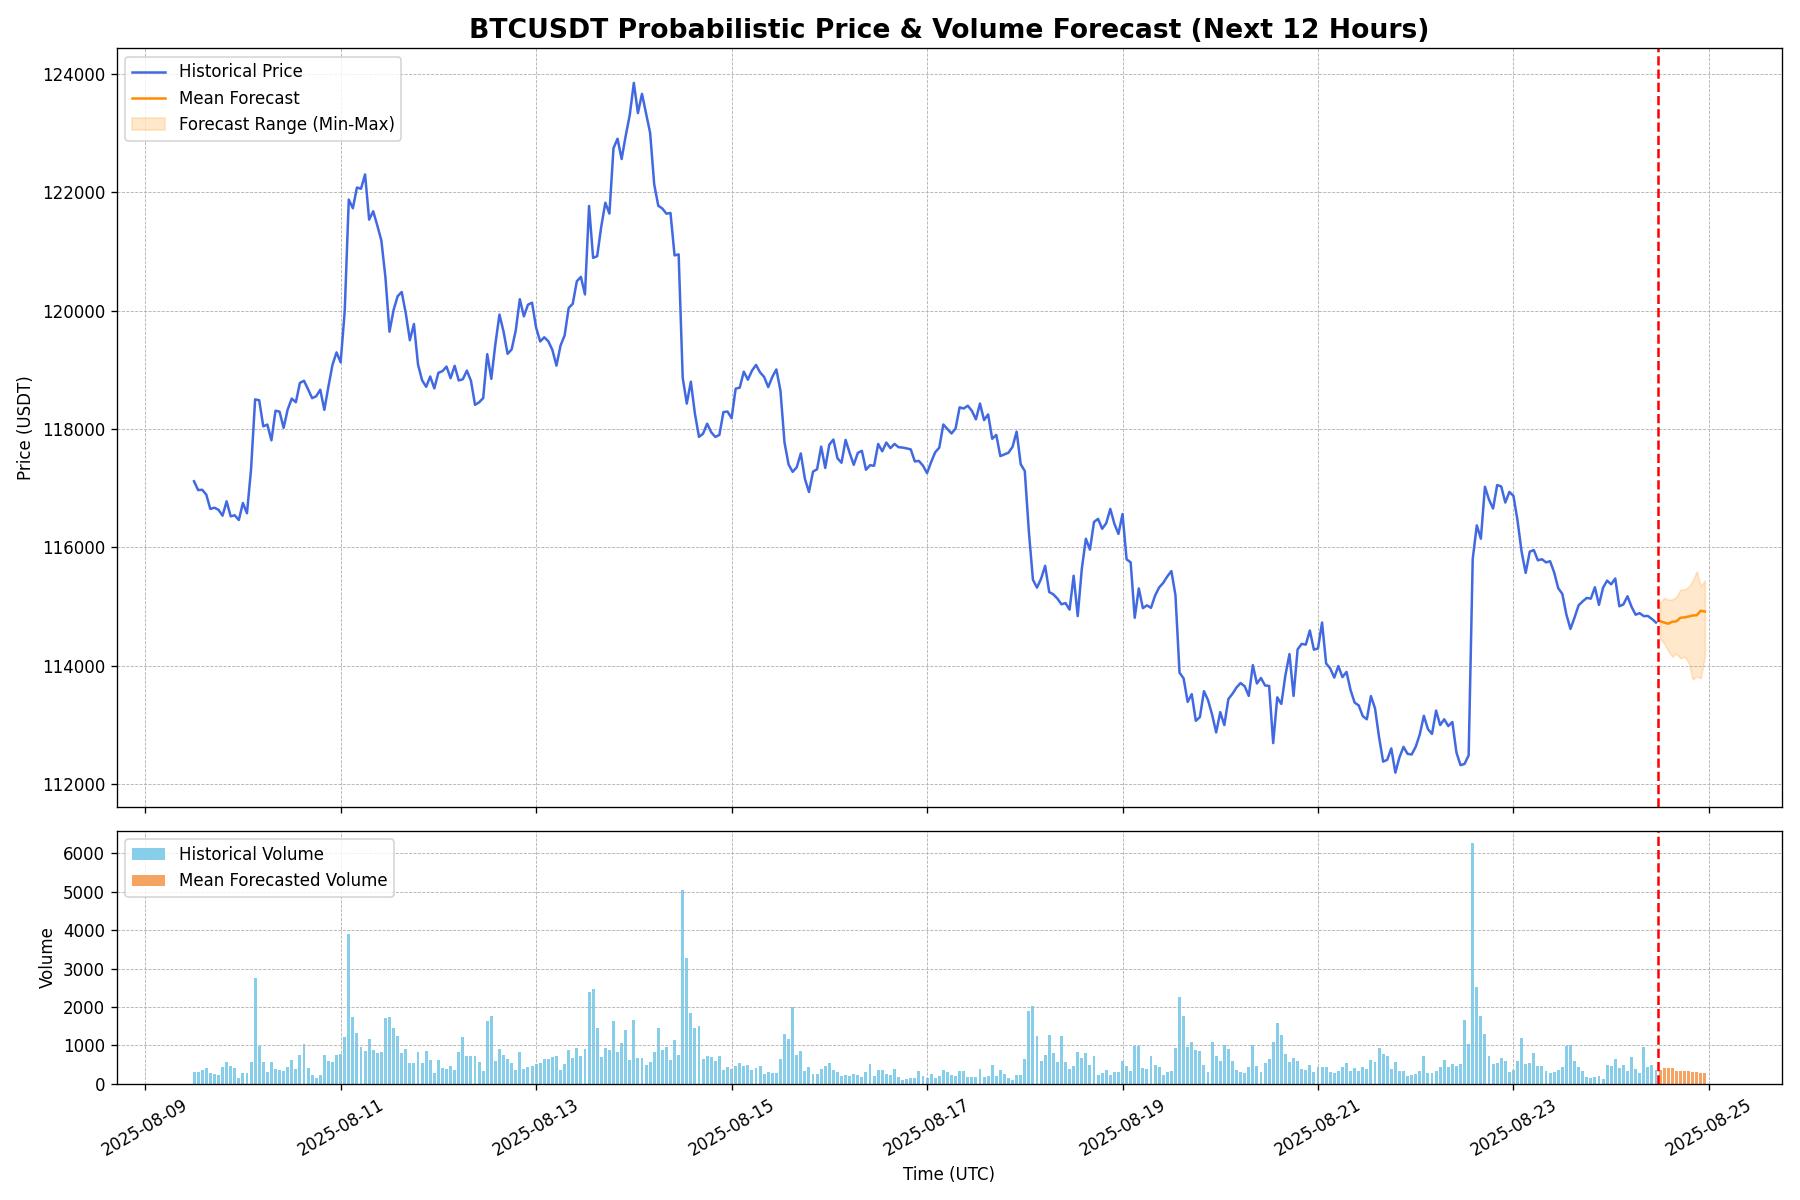 BTCUSDT Probabilistic Price & Volume Forecast (Next 12 Hours)
Historical Price
Mean Forecast
Forecast Range (Min-Max)
124000
122000
120000
118000
116000
114000
112000
Price (USDT)
Historical Volume
Mean Forecasted Volume
6000
5000
4000
3000
2000
1000
0
Volume
2025-08-09
2025-08-11
2025-08-13
2025-08-15
2025-08-17
2025-08-19
2025-08-21
2025-08-23
2025-08-25
Time (UTC)